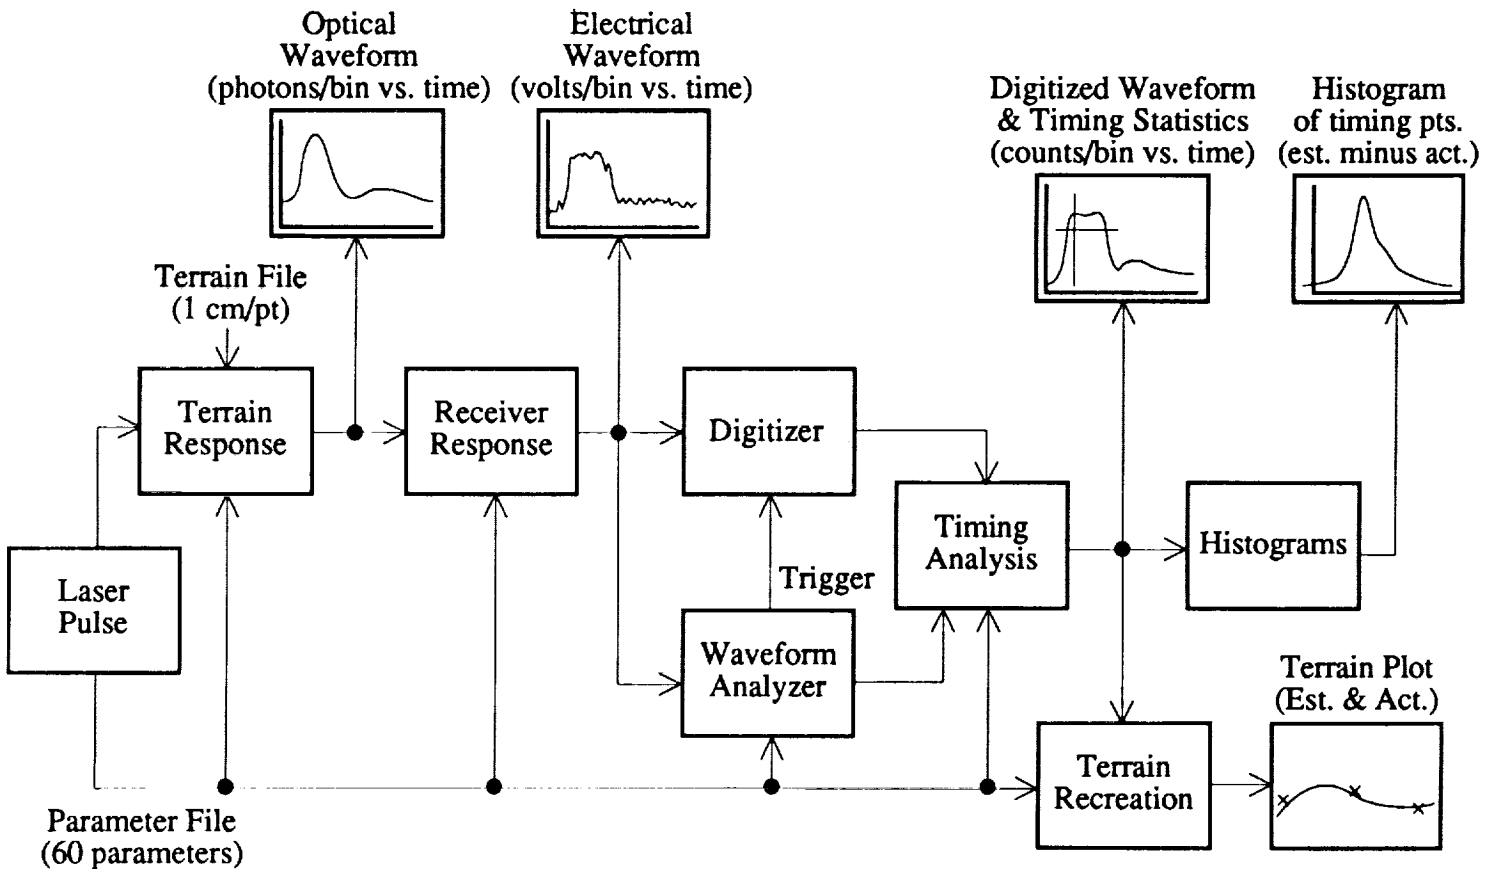 Optical
Waveform
(photons/bin vs. time)
Electrical
Waveform
(volts/bin vs. time)
Digitized Waveform
& Timing Statistics
(counts/bin vs. time)
Histogram
of timing pts.
(est. minus act.)
Terrain File
(1 cm/pt)
Terrain
Response
Receiver
Response
Digitizer
Timing
Analysis
Histograms
Laser
Pulse
Trigger
Waveform
Analyzer
Terrain Plot
(Est. & Act.)
Terrain
Recreation
Parameter File
(60 parameters)